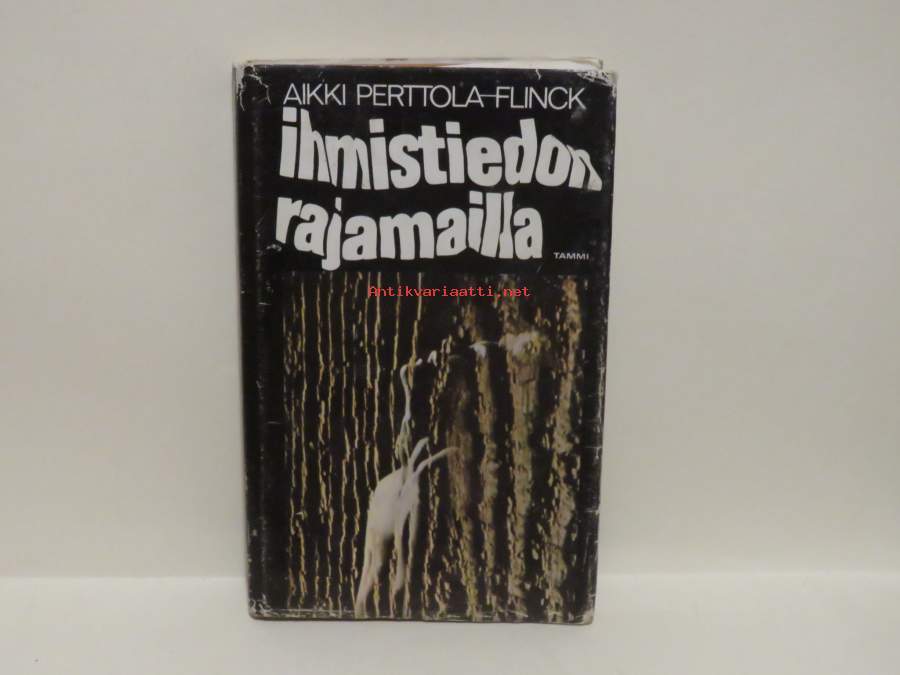 AIKKI PERTTOLA-FLINCK
ihmistiedon
rajamailla
TAMMI
Antikvariaatti.net